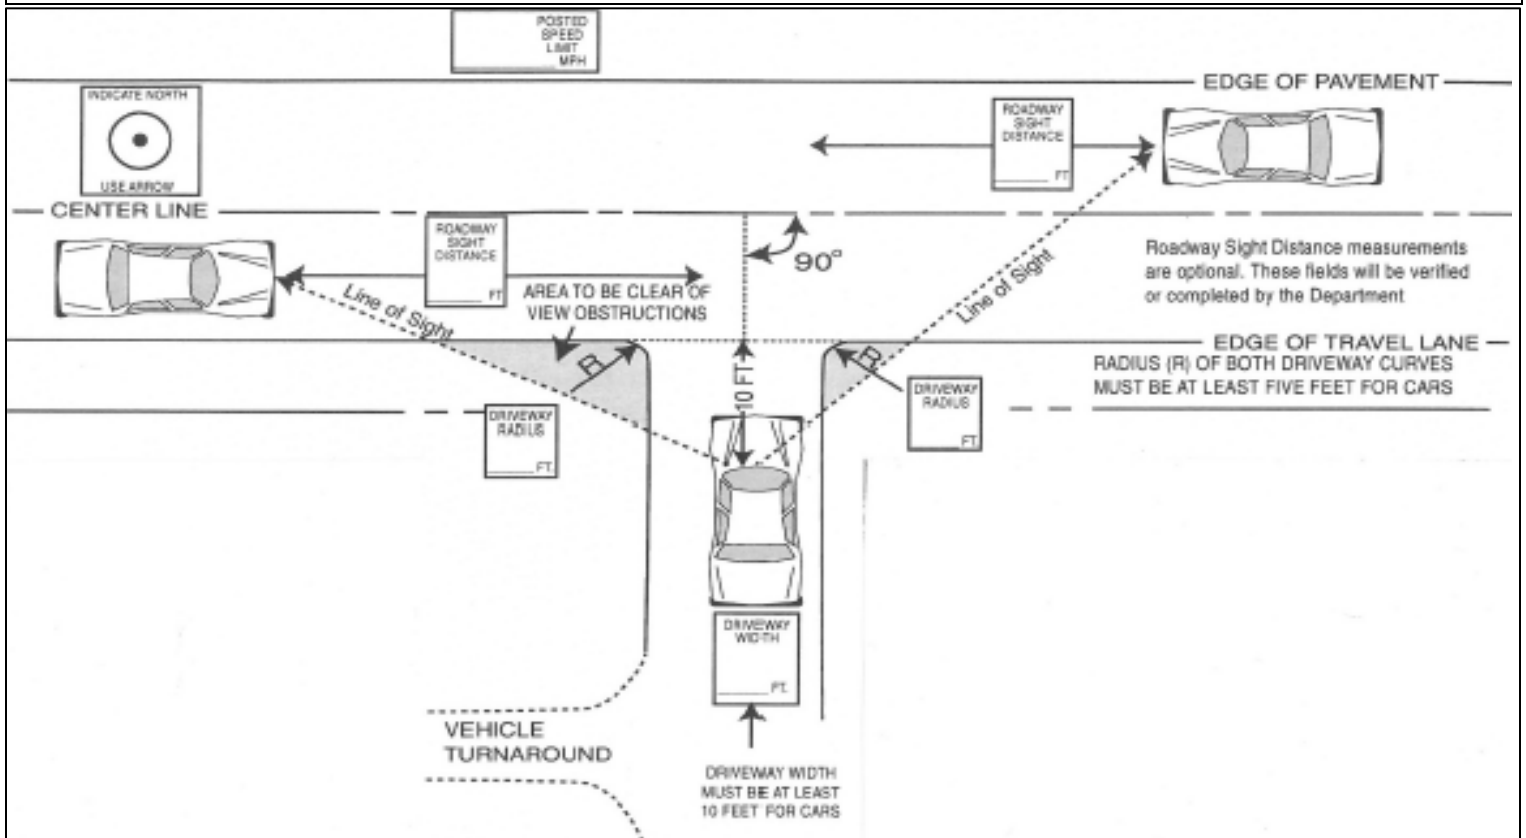 POSTED
SPEED
LIMIT
MPH
EDGE OF PAVEMENT
INDICATE NORTH
USE ARROW
ROADWAY
SIGHT
DISTANCE
FT
CENTER LINE
ROADWAY
SIGHT
DISTANCE
FT
90°
Line of Sight
Line of Sight
Roadway Sight Distance measurements
are optional. These fields will be verified
or completed by the Department
AREA TO BE CLEAR OF
VIEW OBSTRUCTIONS
EDGE OF TRAVEL LANE
RADIUS (R) OF BOTH DRIVEWAY CURVES
MUST BE AT LEAST FIVE FEET FOR CARS
R
R
10 FT
DRIVEWAY
RADIUS
FT.
DRIVEWAY
RADIUS
FT.
DRIVEWAY
WIDTH
FT.
VEHICLE
TURNAROUND
DRIVEWAY WIDTH
MUST BE AT LEAST
10 FEET FOR CARS